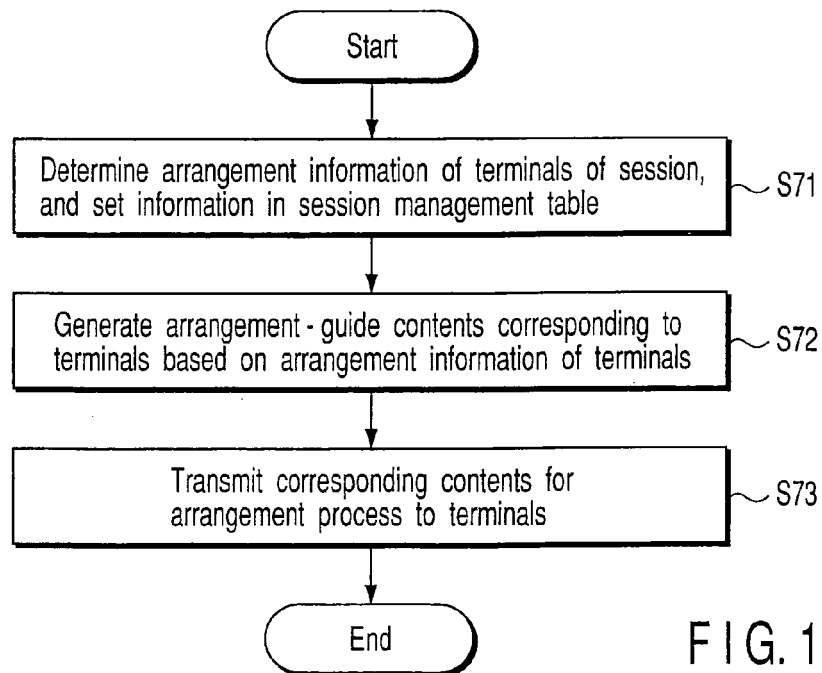 Start
Determine arrangement information of terminals of session,
and set information in session management table
S71
Generate arrangement-guide contents corresponding to
terminals based on arrangement information of terminals
S72
Transmit corresponding contents for
arrangement process to terminals
S73
End
FIG. 1